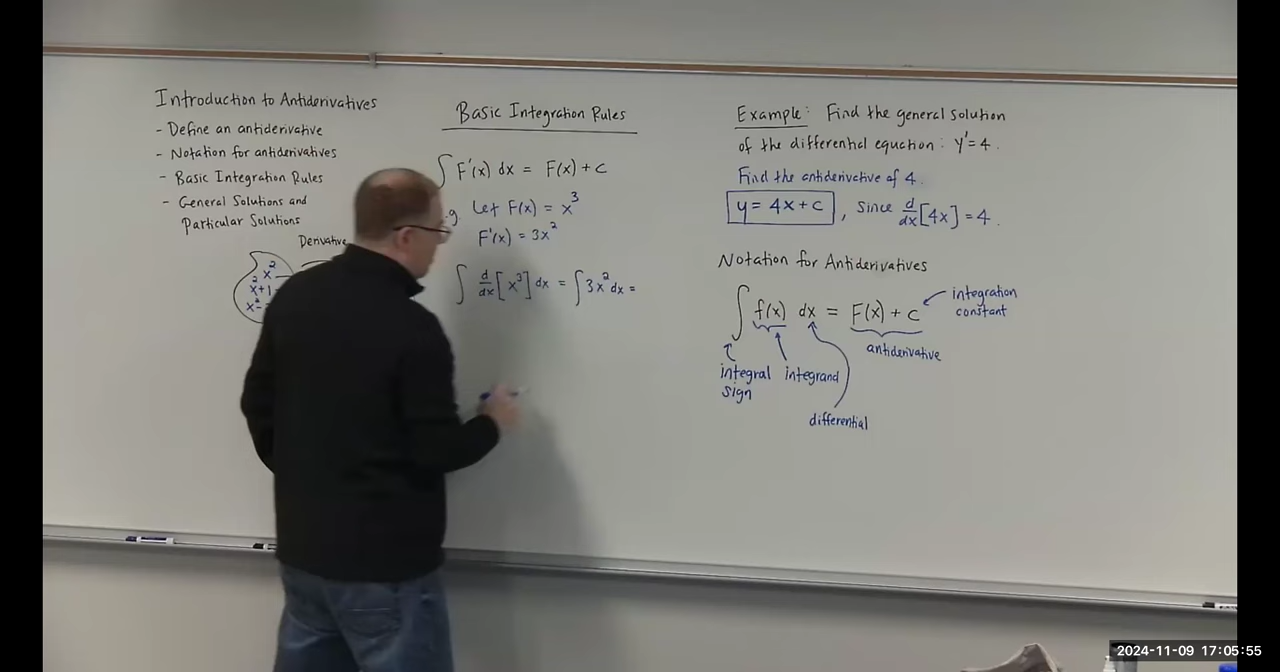 Introduction to Antiderivatives
- Define an antiderivative
- Notation for antiderivatives
- Basic Integration Rules
- General Solutions and
Particular Solutions
Derivative
x²
x²+1
x²-
Basic Integration Rules
∫ F'(x) dx = F(x) + c
g. Let F(x) = x³
F'(x) = 3x²
∫ d/dx [x³] dx = ∫ 3x² dx =
Example: Find the general solution
of the differential equation: y' = 4.
Find the antiderivative of 4.
y = 4x + c, since d/dx [4x] = 4.
Notation for Antiderivatives
∫ f(x) dx = F(x) + c
integration
constant
antiderivative
integral
sign
integrand
differential
2024-11-09 17:05:55